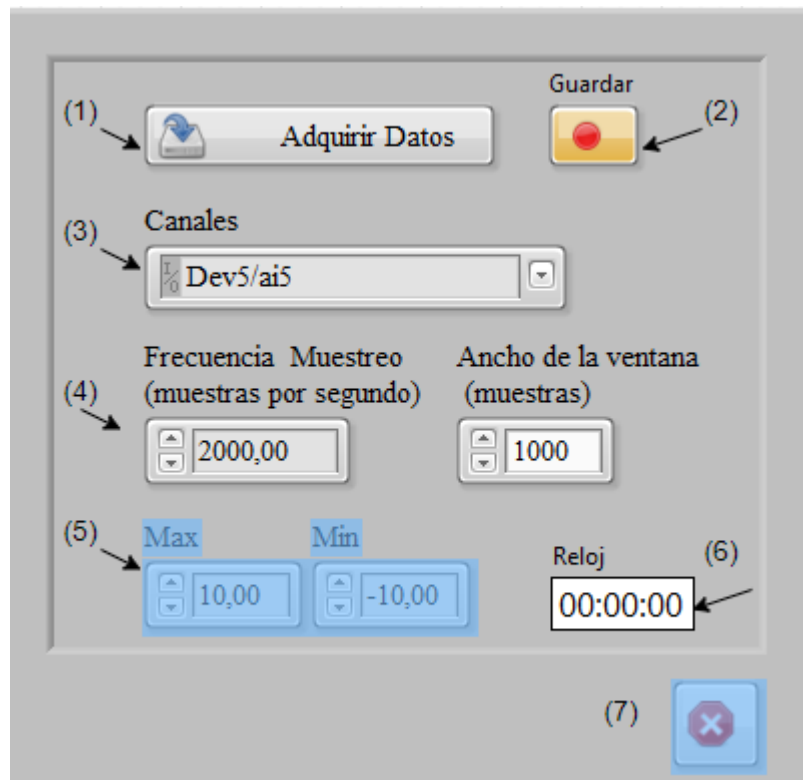 Guardar
(1)
(2)
Adquirir Datos
Canales
(3)
I/O Dev5/ai5
Frecuencia Muestreo
(muestras por segundo)
Ancho de la ventana
(muestras)
(4)
2000,00
1000
(5)
Max
Min
10,00
-10,00
Reloj
(6)
00:00:00
(7)